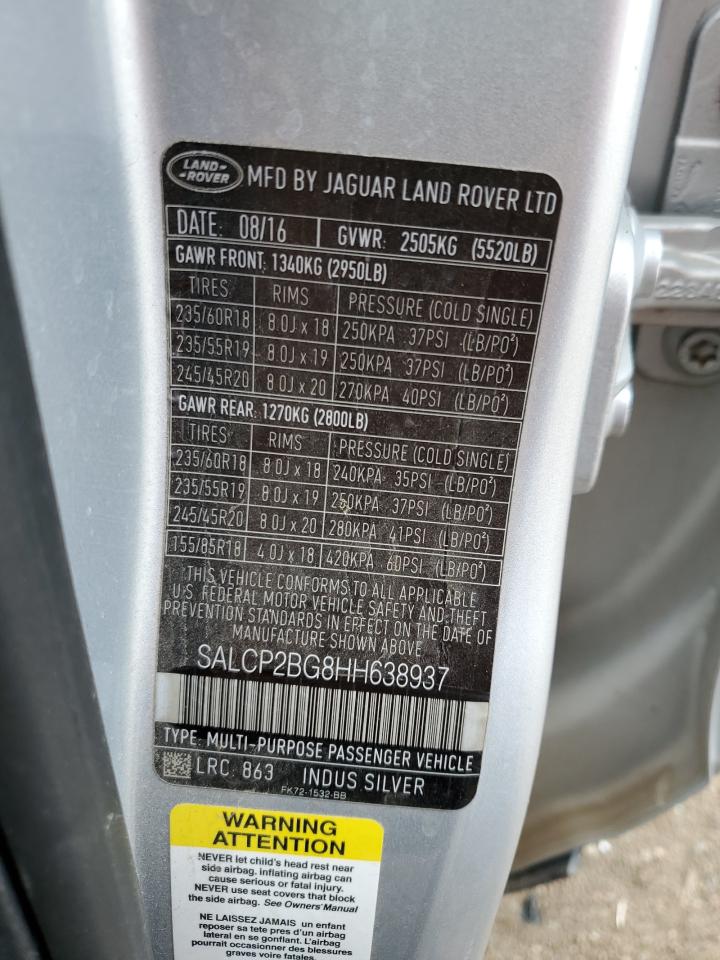 LAND-
-ROVER
MFD BY JAGUAR LAND ROVER LTD
DATE: 08/16 GVWR: 2505KG (5520LB)
GAWR FRONT: 1340KG (2950LB)
TIRES RIMS PRESSURE (COLD SINGLE)
235/60R18 8.0J x 18 250KPA 37PSI (LB/PO²)
235/55R19 8.0J x 19 250KPA 37PSI (LB/PO²)
245/45R20 8.0J x 20 270KPA 40PSI (LB/PO²)
GAWR REAR: 1270KG (2800LB)
TIRES RIMS PRESSURE (COLD SINGLE)
235/60R18 8.0J x 18 240KPA 35PSI (LB/PO²)
235/55R19 8.0J x 19 250KPA 37PSI (LB/PO²)
245/45R20 8.0J x 20 280KPA 41PSI (LB/PO²)
155/85R18 4.0J x 18 420KPA 60PSI (LB/PO²)
THIS VEHICLE CONFORMS TO ALL APPLICABLE
U.S. FEDERAL MOTOR VEHICLE SAFETY AND THEFT
PREVENTION STANDARDS IN EFFECT ON THE DATE OF
MANUFACTURE SHOWN ABOVE
SALCP2BG8HH638937
TYPE: MULTI-PURPOSE PASSENGER VEHICLE
LRC: 863 INDUS SILVER
FK72-1532-BB
WARNING
ATTENTION
NEVER let child's head rest near
side airbag. inflating airbag can
cause serious or fatal injury.
NEVER use seat covers that block
the side airbag. See Owners' Manual
NE LAISSEZ JAMAIS un enfant
reposer sa tete pres d'un airbag
lateral en se gonflant. L'airbag
pourrait occasionner des blessures
graves voire fatales.